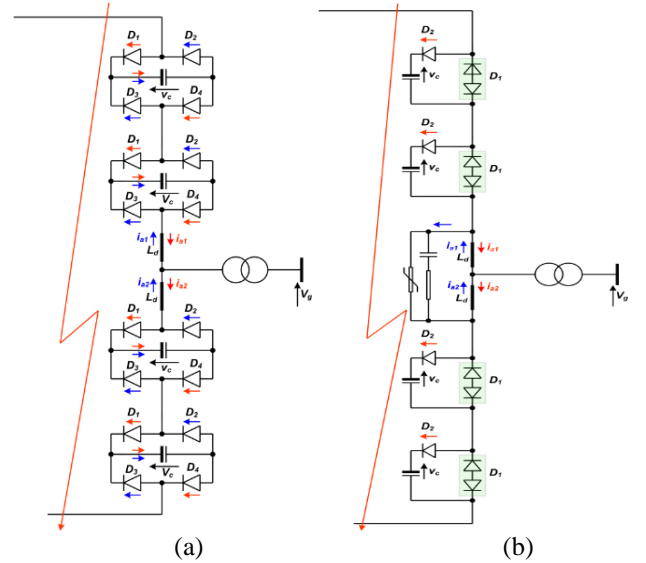 D1 D2
vc
D3 D4
D1 D2
Vc
D3 D4
ia1 ia1
Ld
ia2 ia2
Ld
Vg
D1 D2
vc
D3 D4
D1 D2
Vc
D3 D4
(a)
D2
vc D1
D2
vc D1
ia1 ia1
Ld
ia2 ia2
Ld
Vg
D2
vc D1
D2
vc D1
(b)